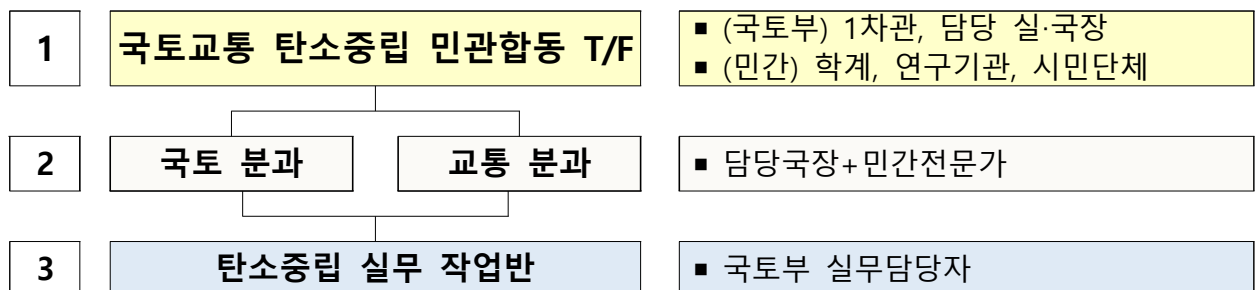 1
국토교통 탄소중립 민관합동 T/F
▪ (국토부) 1차관, 담당 실·국장
▪ (민간) 학계, 연구기관, 시민단체
2
국토 분과
교통 분과
▪ 담당국장+민간전문가
3
탄소중립 실무 작업반
▪ 국토부 실무담당자